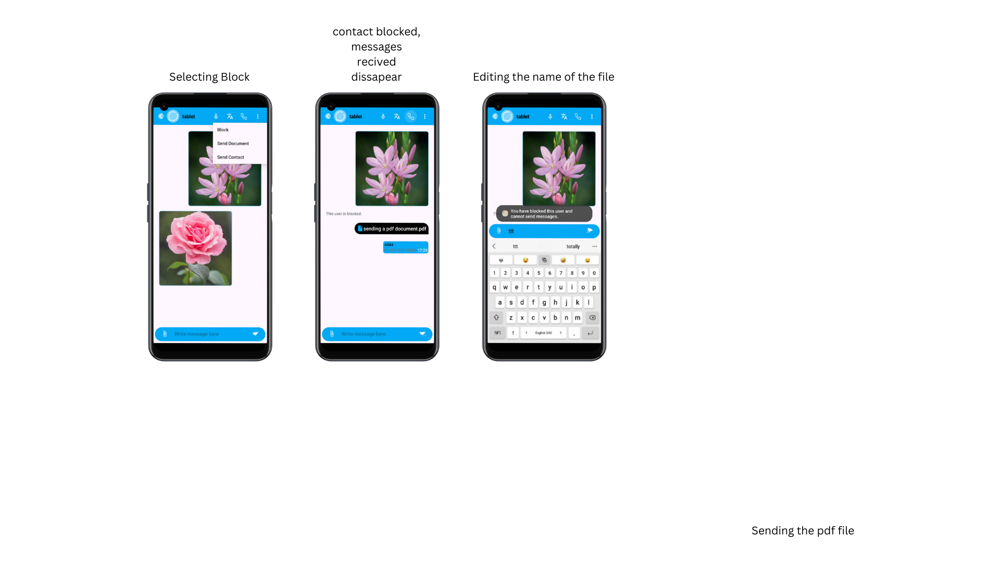 contact blocked,
messages
recived
dissapear
Selecting Block
Editing the name of the file
tablet
Block
Send Document
Send Contact
Write message here
tablet
This user is blocked.
sending a pdf document.pdf
4444
17:29
Write message here
tablet
You have blocked this user and
cannot send messages.
ttt
ttt totally ...
1 2 3 4 5 6 7 8 9 0
q w e r t y u i o p
a s d f g h j k l
z x c v b n m
!#1 ! < English (US) > .
Sending the pdf file